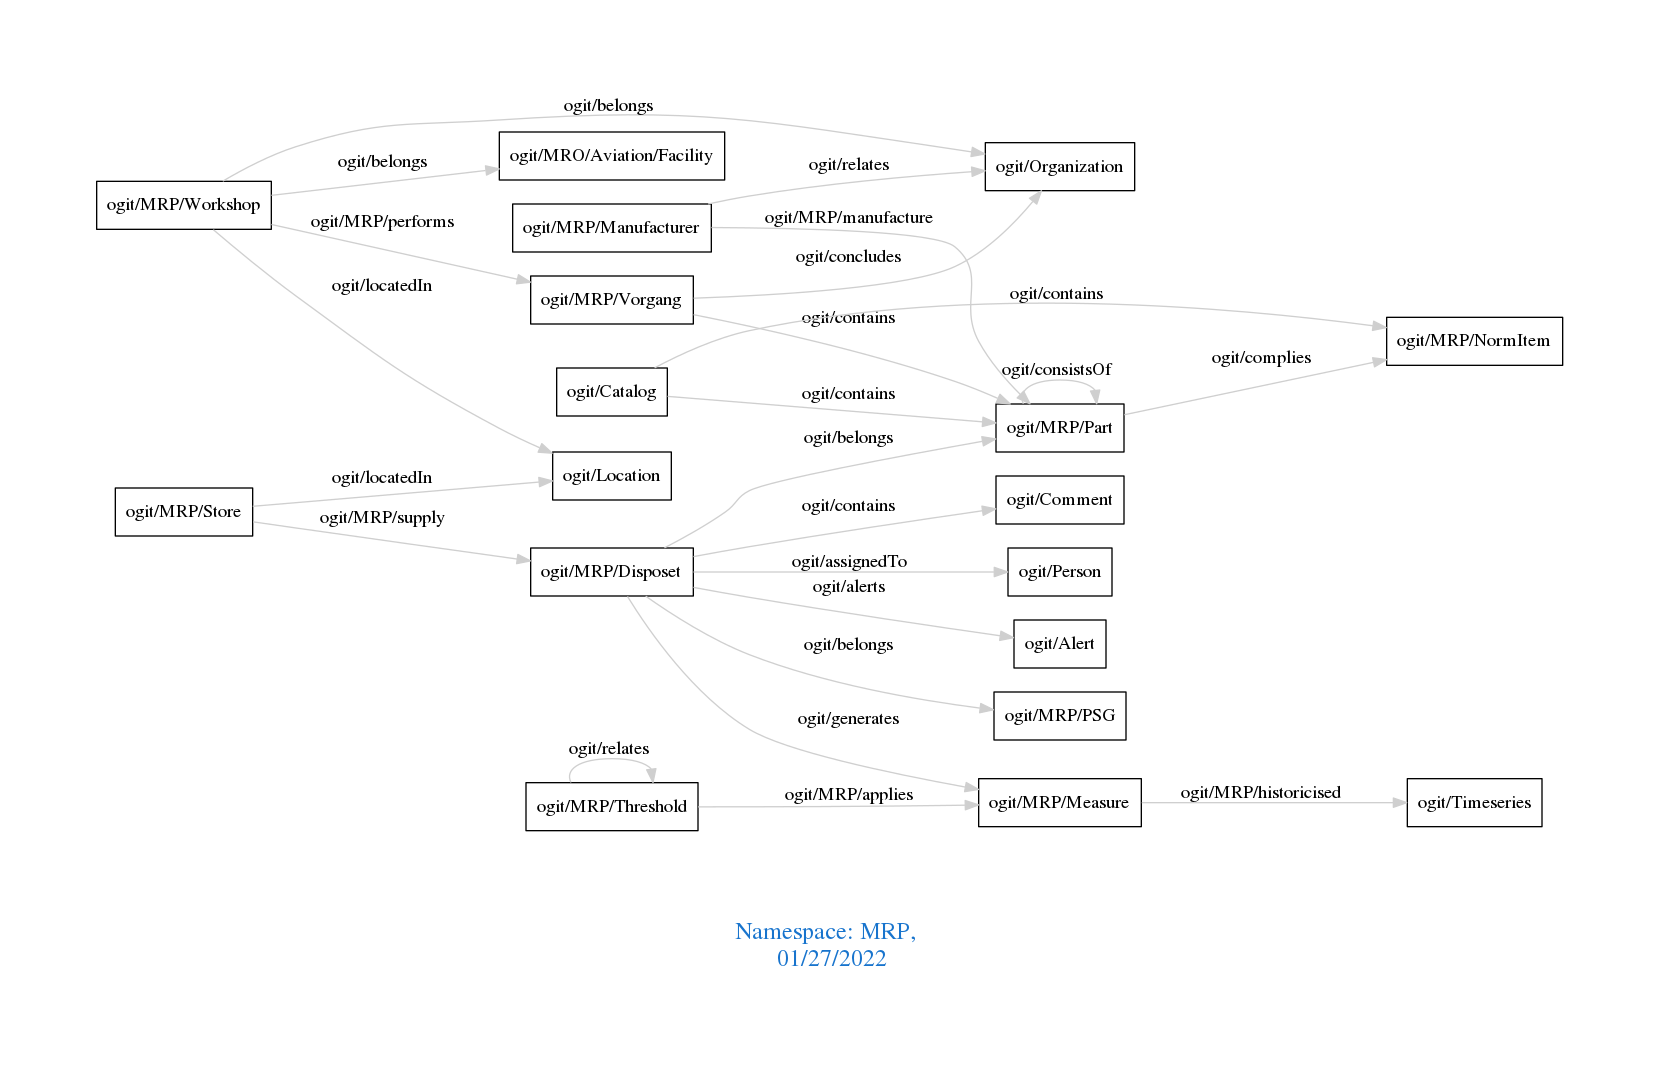 ogit/belongs
ogit/MRO/Aviation/Facility
ogit/belongs
ogit/relates
ogit/Organization
ogit/MRP/Workshop
ogit/MRP/performs
ogit/MRP/Manufacturer
ogit/MRP/manufacture
ogit/concludes
ogit/locatedIn
ogit/MRP/Vorgang
ogit/contains
ogit/contains
ogit/MRP/NormItem
ogit/complies
ogit/consistsOf
ogit/Catalog
ogit/contains
ogit/MRP/Part
ogit/belongs
ogit/locatedIn
ogit/Location
ogit/MRP/Store
ogit/MRP/supply
ogit/contains
ogit/Comment
ogit/MRP/Disposet
ogit/assignedTo
ogit/Person
ogit/alerts
ogit/belongs
ogit/Alert
ogit/generates
ogit/MRP/PSG
ogit/relates
ogit/MRP/Threshold
ogit/MRP/applies
ogit/MRP/Measure
ogit/MRP/historicised
ogit/Timeseries
Namespace: MRP,
01/27/2022